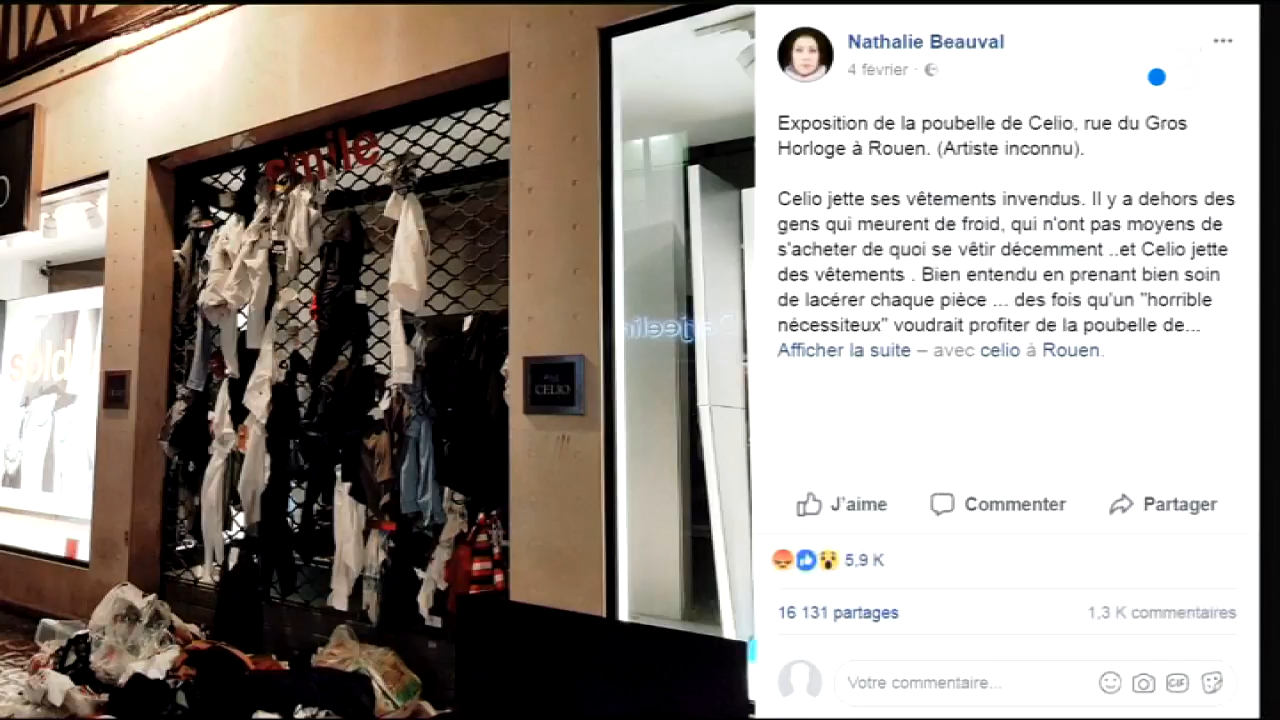 smile
CELIO
Nathalie Beauval
4 février
Exposition de la poubelle de Celio, rue du Gros
Horloge à Rouen. (Artiste inconnu).
Celio jette ses vêtements invendus. Il y a dehors des
gens qui meurent de froid, qui n'ont pas moyens de
s'acheter de quoi se vêtir décemment ..et Celio jette
des vêtements . Bien entendu en prenant bien soin
de lacérer chaque pièce ... des fois qu'un "horrible
nécessiteux" voudrait profiter de la poubelle de...
Afficher la suite – avec celio à Rouen.
J'aime Commenter Partager
5,9 K
16 131 partages 1,3 K commentaires
Votre commentaire...
GIF